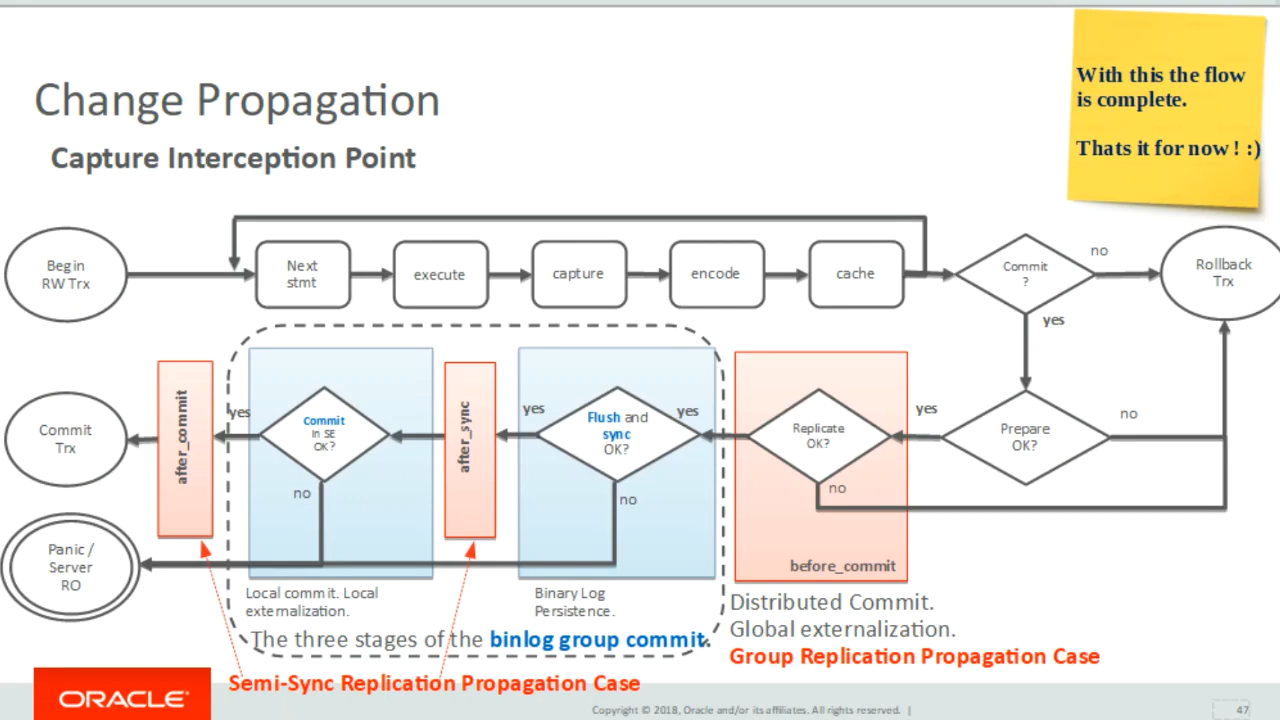 With this the flow
is complete.
Thats it for now ! :)
Change Propagation
Capture Interception Point
Begin
RW Trx
Next
stmt
execute
capture
encode
cache
Commit
?
no
Rollback
Trx
yes
Commit
Trx
after_commit
yes
Commit
in SE
OK?
no
after_sync
yes
Flush and
sync
OK?
yes
no
Replicate
OK?
no
yes
Prepare
OK?
no
before_commit
Panic /
Server
RO
Local commit. Local
externalization.
Binary Log
Persistence.
The three stages of the binlog group commit.
Distributed Commit.
Global externalization.
Group Replication Propagation Case
Semi-Sync Replication Propagation Case
ORACLE®
Copyright © 2018, Oracle and/or its affiliates. All rights reserved. |
47